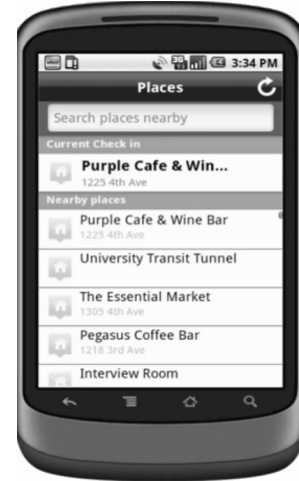 3:34 PM
Places
Search places nearby
Current Check in
Purple Cafe & Win...
1225 4th Ave
Nearby places
Purple Cafe & Wine Bar
1225 4th Ave
University Transit Tunnel
The Essential Market
1305 4th Ave
Pegasus Coffee Bar
1218 3rd Ave
Interview Room